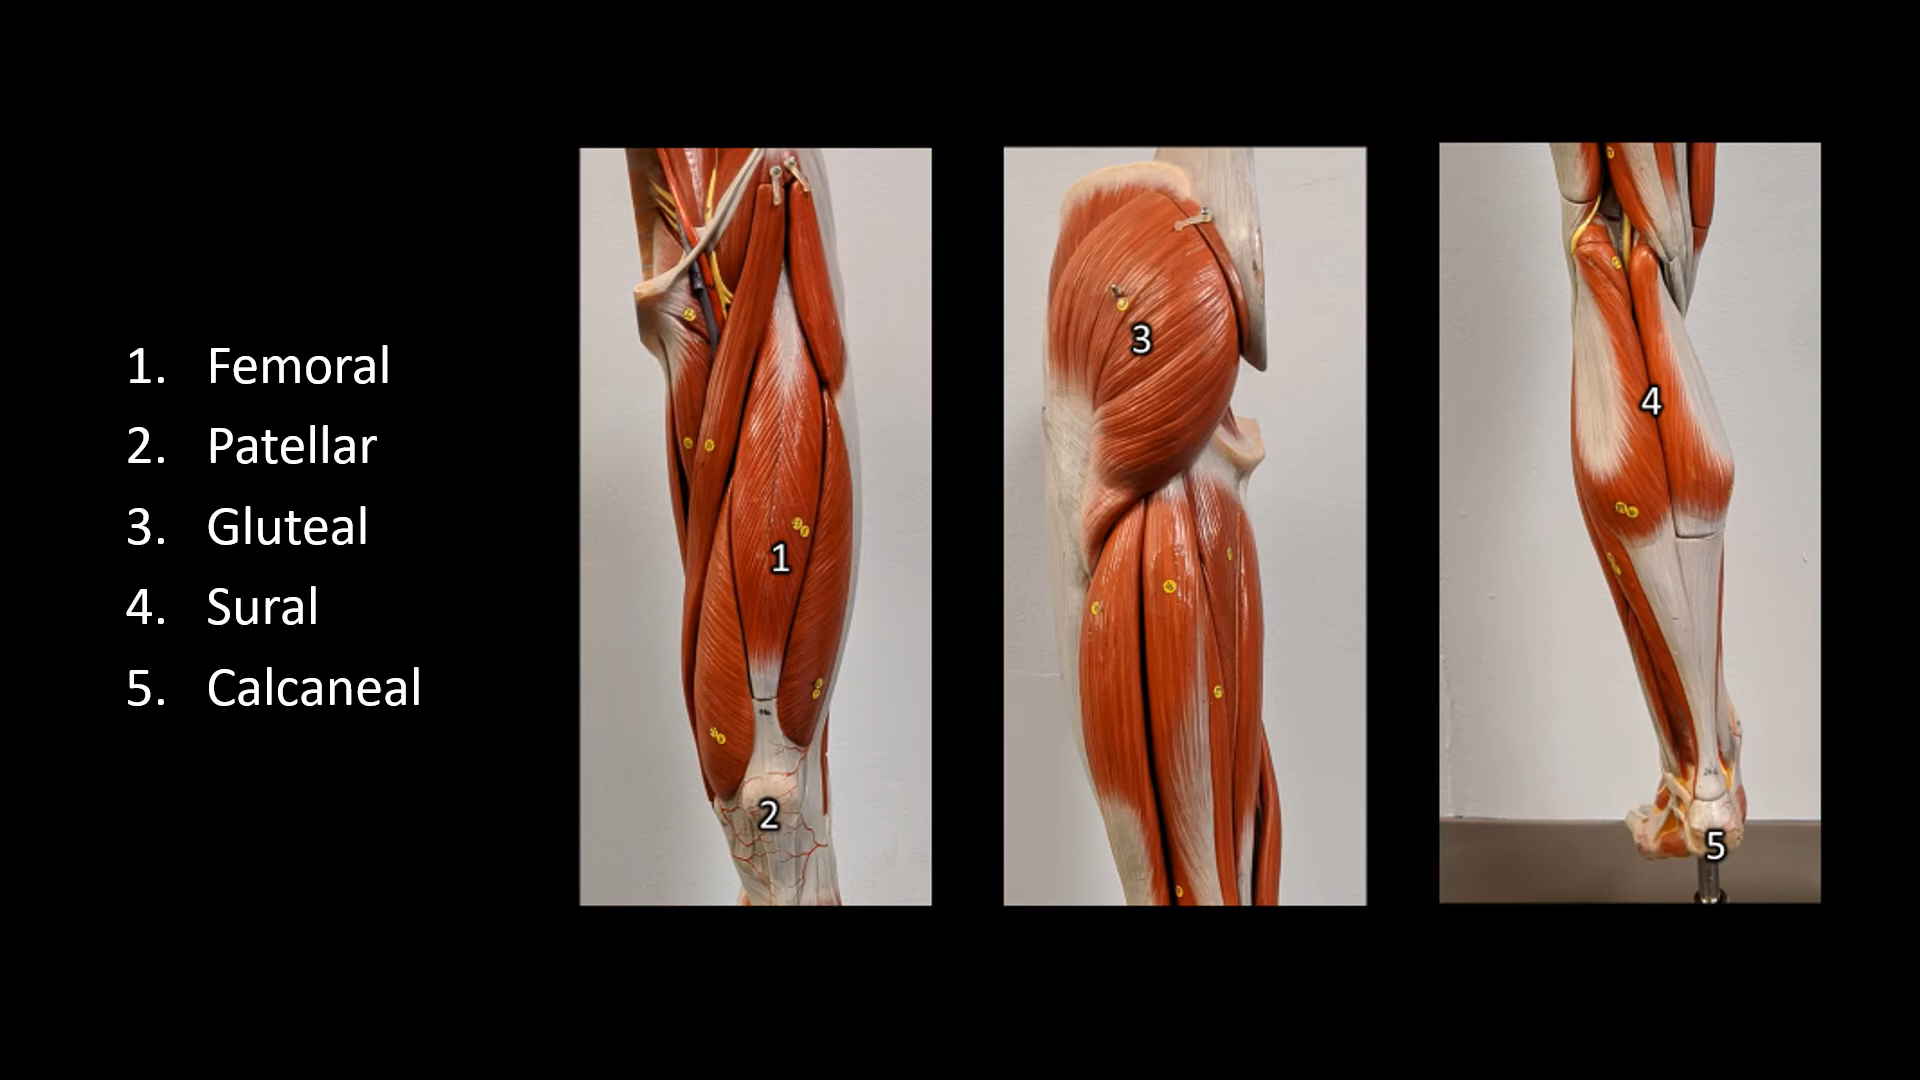 1. Femoral
2. Patellar
3. Gluteal
4. Sural
5. Calcaneal
1
2
3
4
5